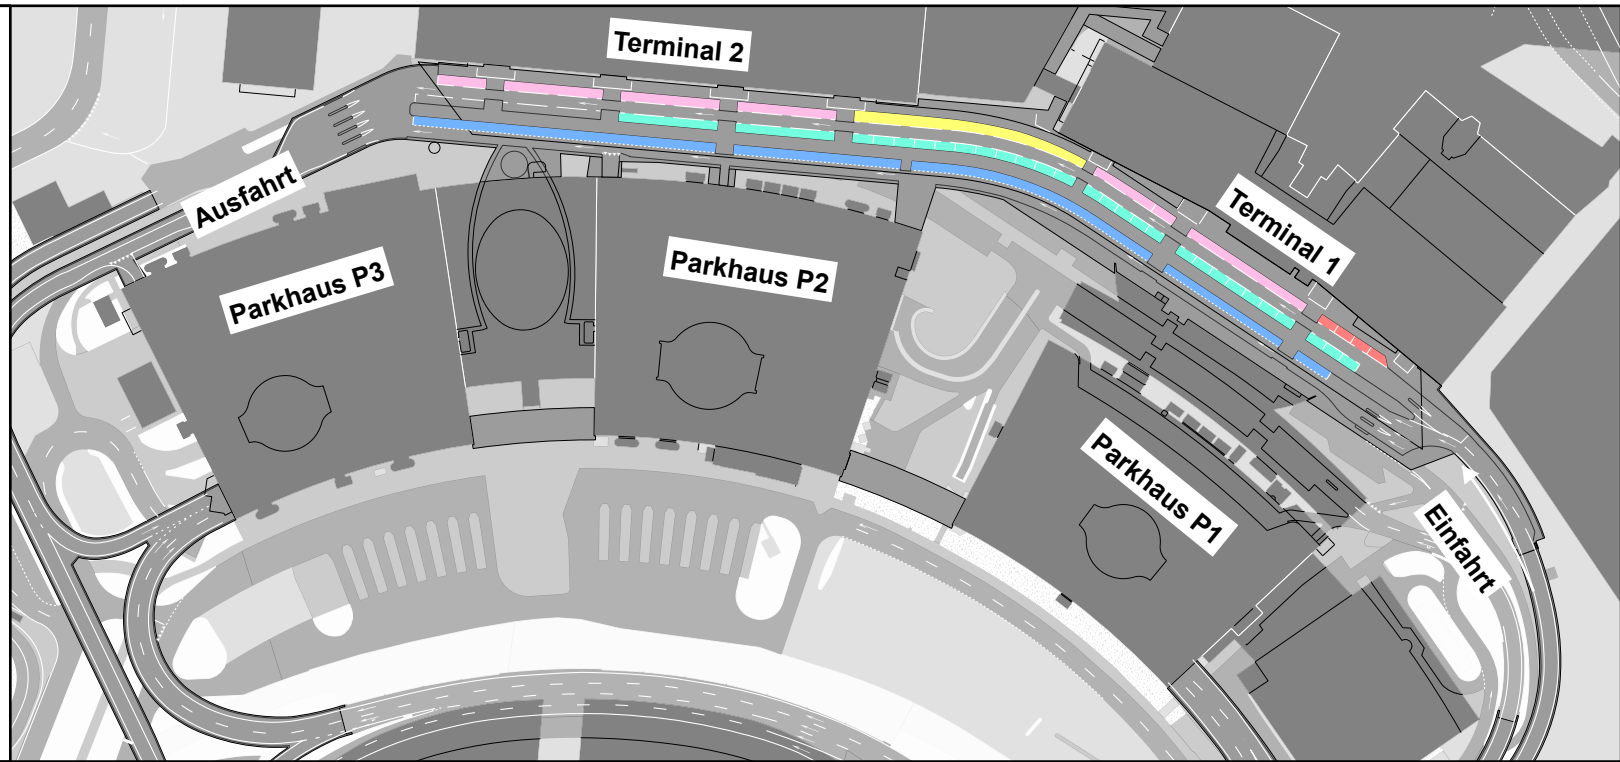 Terminal 2
Terminal 1
Ausfahrt
Parkhaus P3
Parkhaus P2
Parkhaus P1
Einfahrt